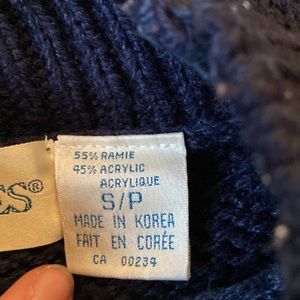 55% RAMIE
45% ACRYLIC
ACRYLIQUE
S/P
MADE IN KOREA
FAIT EN CORÉE
CA 00234